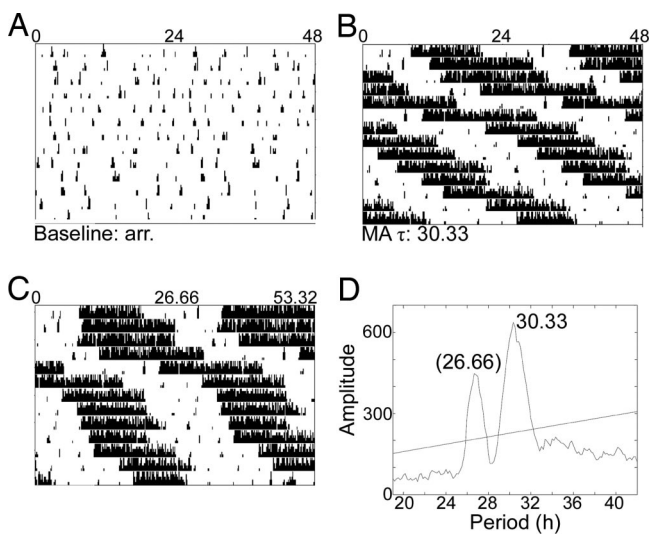 A
0 24 48
Baseline: arr.
B
0 24 48
MA τ: 30.33
C
0 26.66 53.32
D
600
300
0
Amplitude
(26.66)
30.33
20 24 28 32 36 40
Period (h)